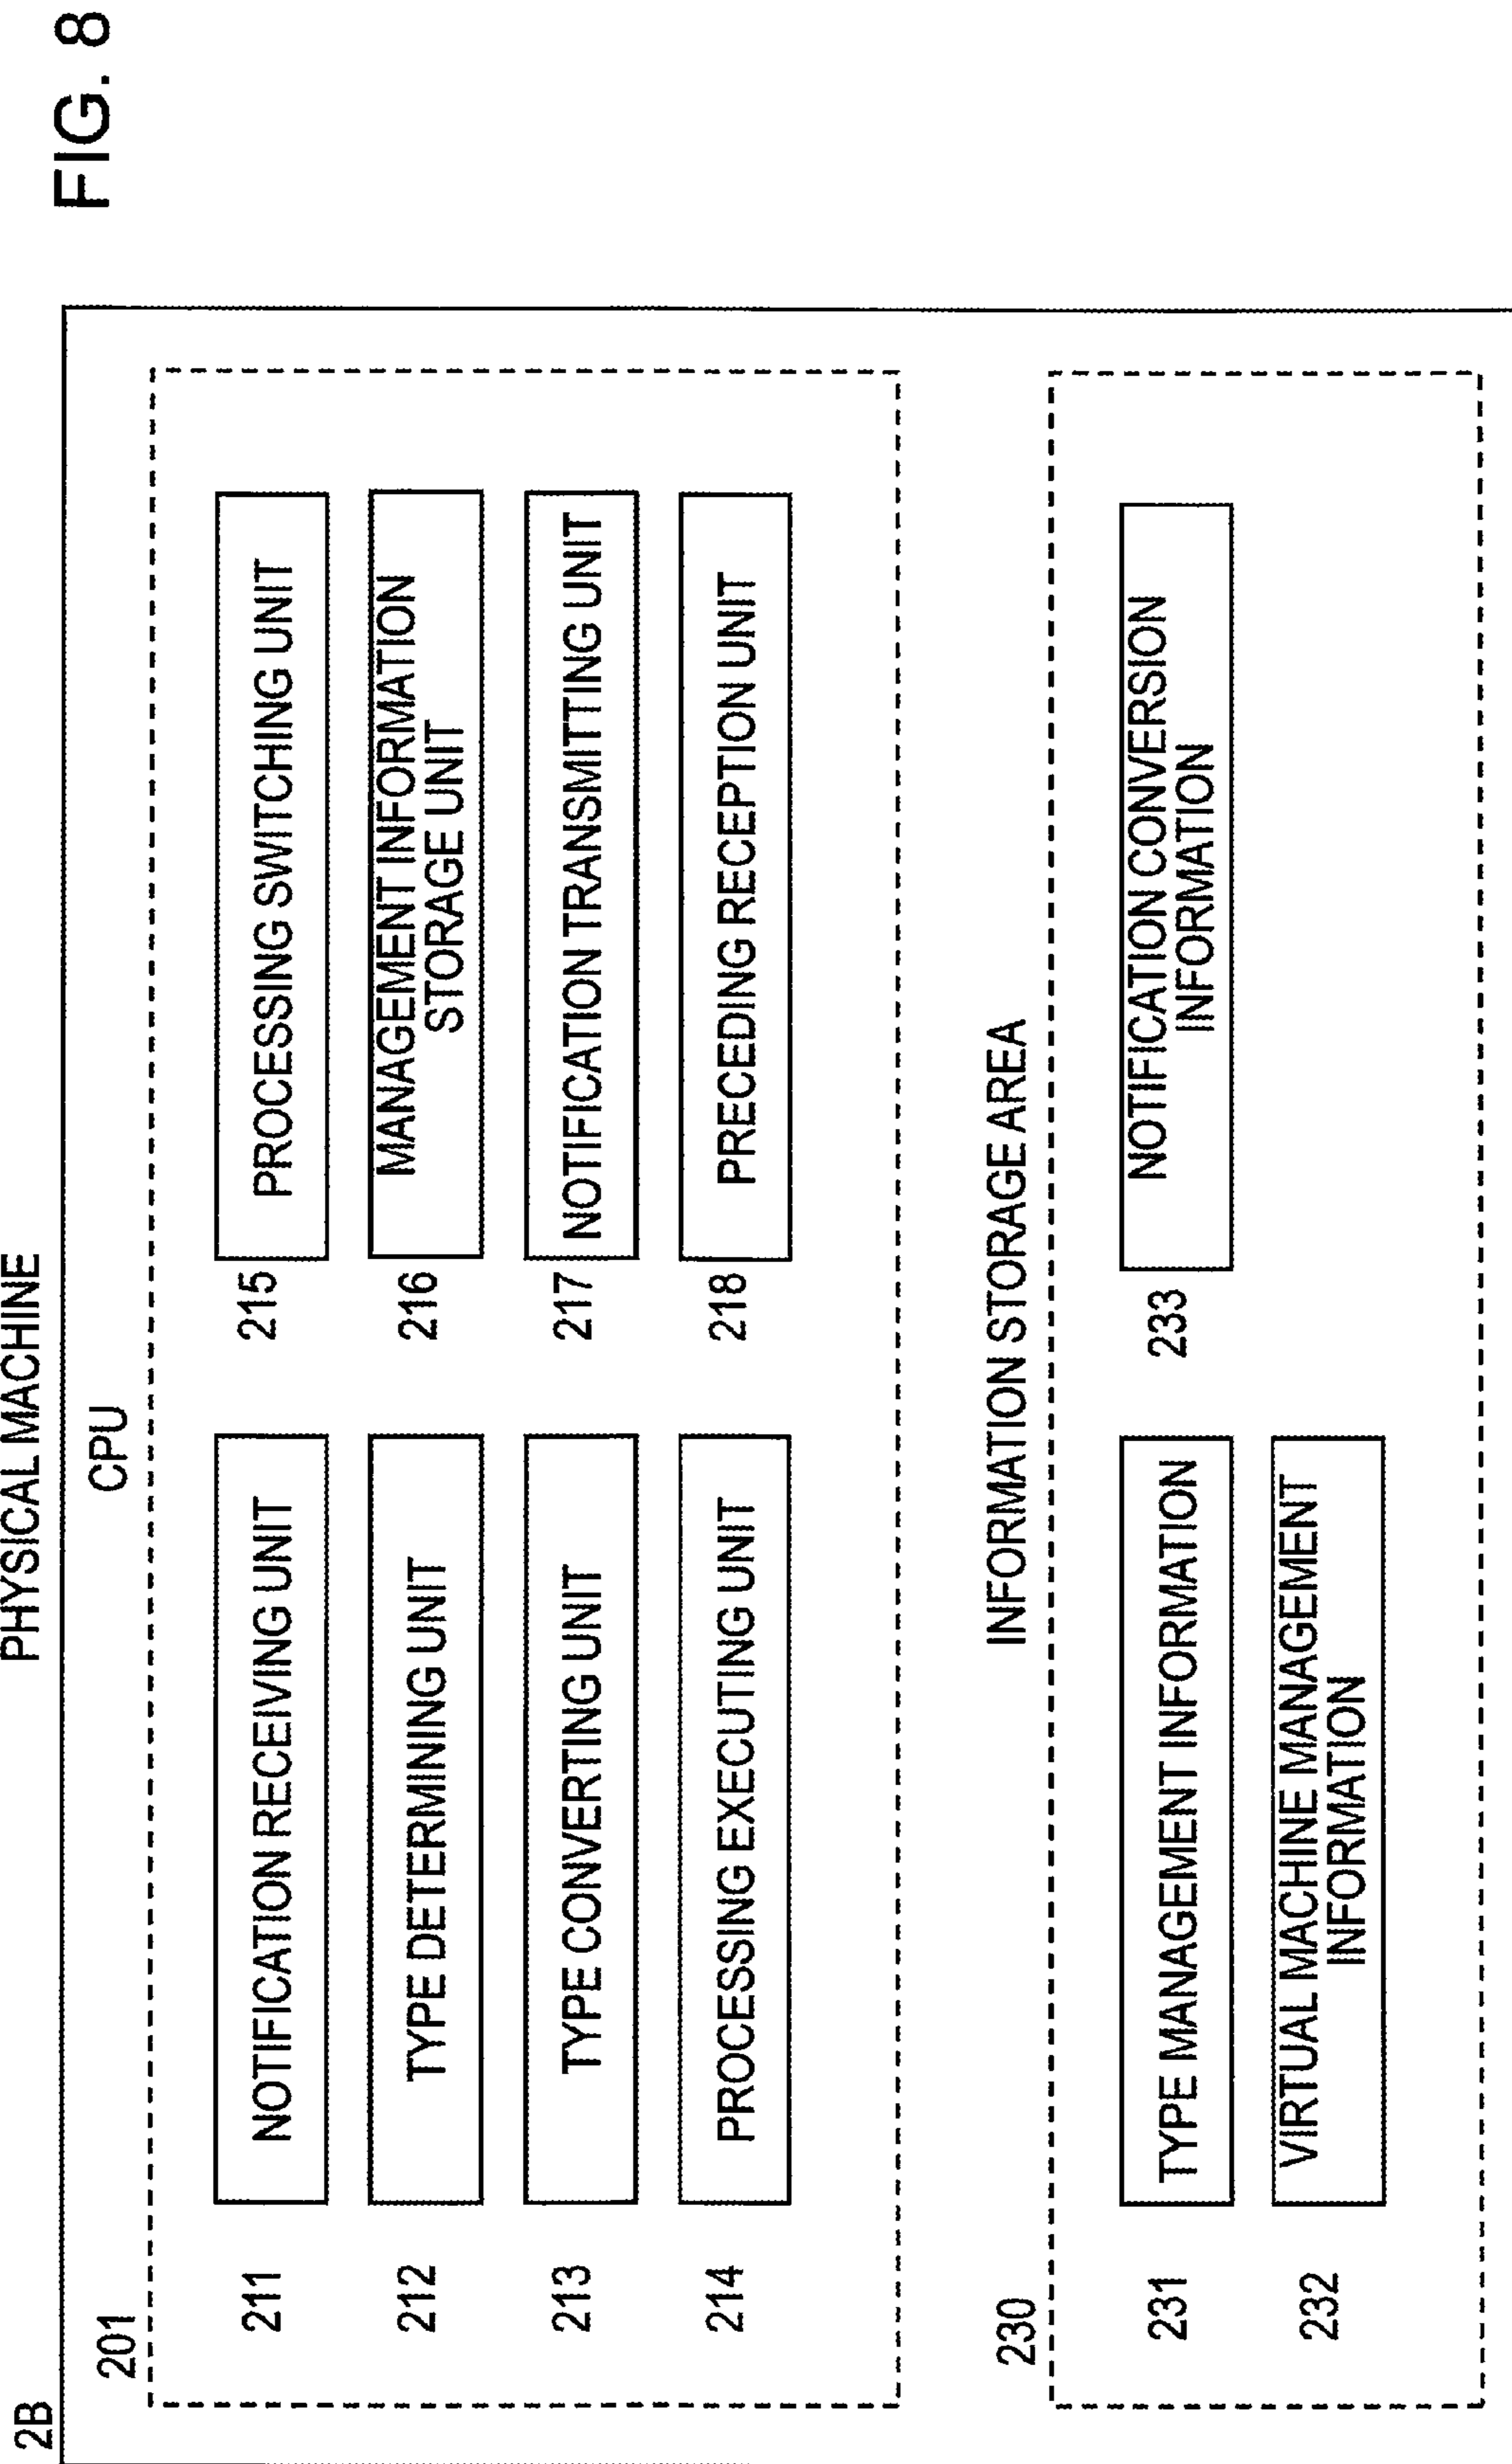 FIG. 8
PHYSICAL MACHINE
2B
CPU
201
211
NOTIFICATION RECEIVING UNIT
215
PROCESSING SWITCHING UNIT
212
TYPE DETERMINING UNIT
216
MANAGEMENT INFORMATION
STORAGE UNIT
213
TYPE CONVERTING UNIT
217
NOTIFICATION TRANSMITTING UNIT
214
PROCESSING EXECUTING UNIT
218
PRECEDING RECEPTION UNIT
INFORMATION STORAGE AREA
230
231
TYPE MANAGEMENT INFORMATION
233
NOTIFICATION CONVERSION
INFORMATION
232
VIRTUAL MACHINE MANAGEMENT
INFORMATION